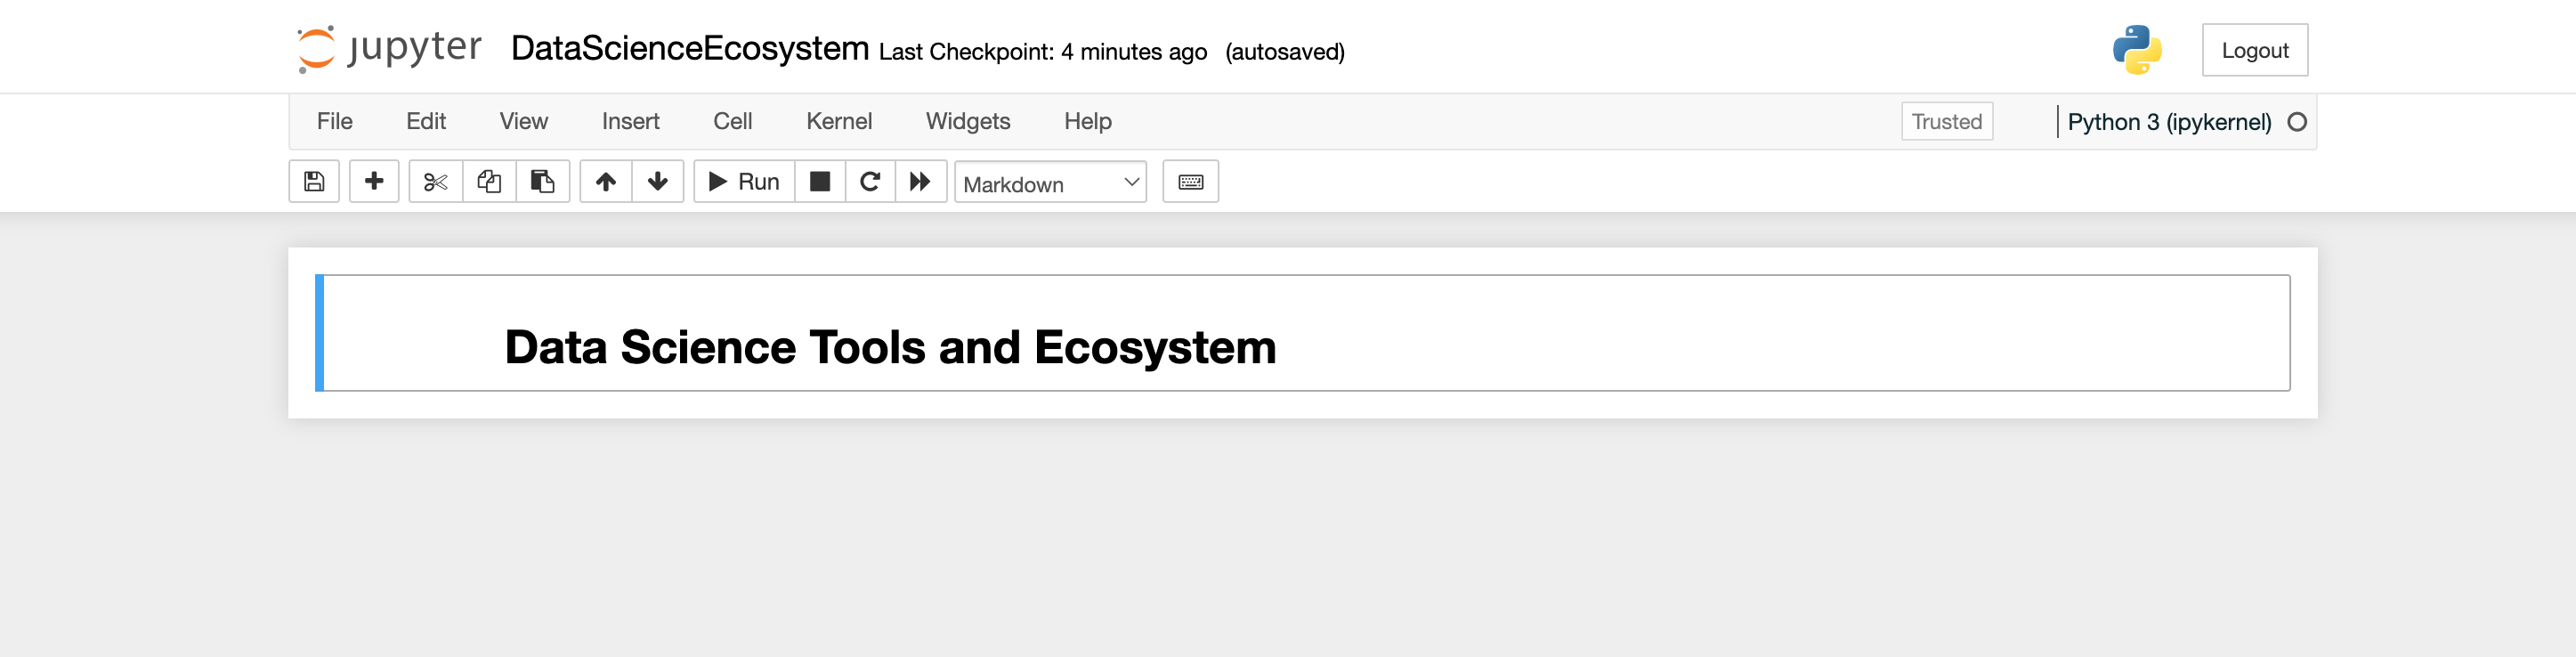 jupyter DataScienceEcosystem Last Checkpoint: 4 minutes ago (autosaved) Logout
File Edit View Insert Cell Kernel Widgets Help Trusted Python 3 (ipykernel)
Run Markdown
Data Science Tools and Ecosystem